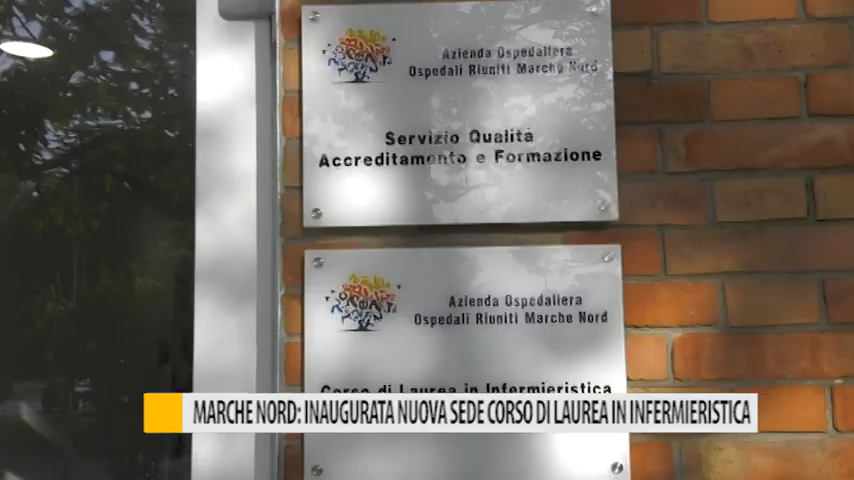 Azienda Ospedaliera
Ospedali Riuniti Marche Nord
Servizio Qualità
Accreditamento e Formazione
Azienda Ospedaliera
Ospedali Riuniti Marche Nord
Corso di Laurea in Infermieristica
MARCHE NORD: INAUGURATA NUOVA SEDE CORSO DI LAUREA IN INFERMIERISTICA